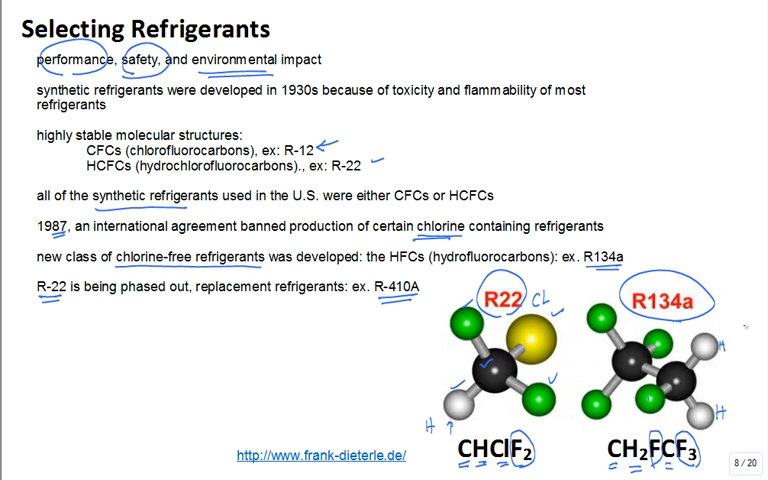 Selecting Refrigerants
performance, safety, and environmental impact
synthetic refrigerants were developed in 1930s because of toxicity and flammability of most
refrigerants
highly stable molecular structures:
CFCs (chlorofluorocarbons), ex: R-12
HCFCs (hydrochlorofluorocarbons)., ex: R-22
all of the synthetic refrigerants used in the U.S. were either CFCs or HCFCs
1987, an international agreement banned production of certain chlorine containing refrigerants
new class of chlorine-free refrigerants was developed: the HFCs (hydrofluorocarbons): ex. R134a
R-22 is being phased out, replacement refrigerants: ex. R-410A
R22 CL
R134a
H
H
H ?
CHClF2
CH2FCF3
http://www.frank-dieterle.de/
8 / 20